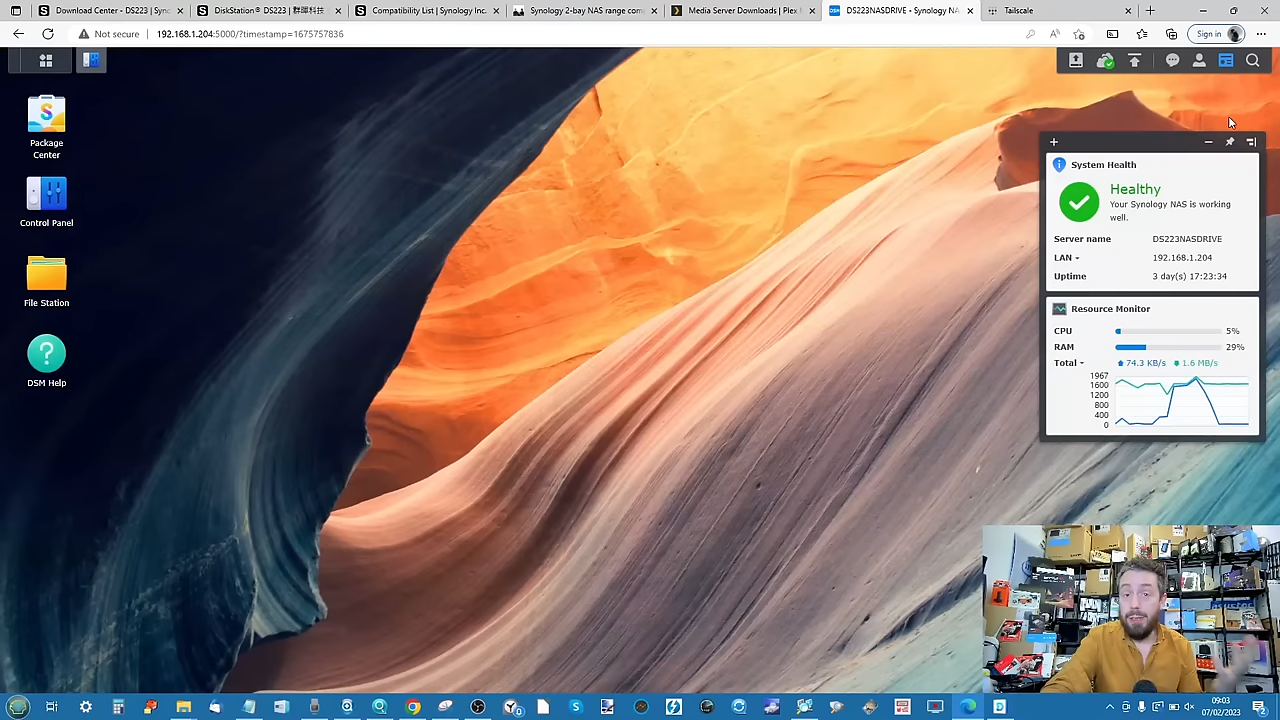 Download Center - DS223 | Sync
DiskStation® DS223 | 群暉科技
Compatibility List | Synology Inc.
Synology 2-bay NAS range com
Media Server Downloads | Plex M
DSM
DS223NASDRIVE - Synology NA
Tailscale
Not secure
192.168.1.204:5000/?timestamp=1675757836
Sign in
Package
Center
Control Panel
File Station
DSM Help
System Health
Healthy
Your Synology NAS is working
well.
Server name DS223NASDRIVE
LAN 192.168.1.204
Uptime 3 day(s) 17:23:34
Resource Monitor
CPU 5%
RAM 29%
Total 74.3 KB/s 1.6 MB/s
1967
1600
1200
800
400
0
09:03
07/02/2023